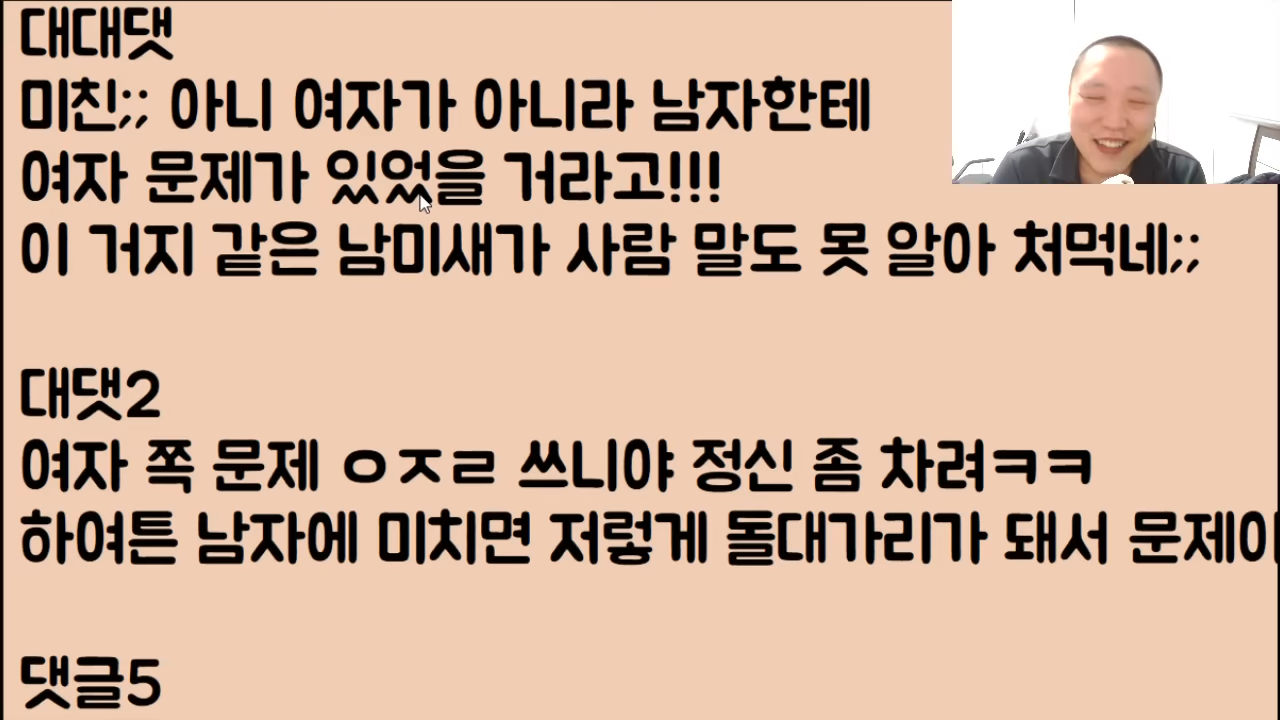 대대댓
미친;; 아니 여자가 아니라 남자한테
여자 문제가 있었을 거라고!!!
이 거지 같은 남미새가 사람 말도 못 알아 처먹네;;
대댓2
여자 쪽 문제 ㅇㅈㄹ 쓰니야 정신 좀 차려ㅋㅋ
하여튼 남자에 미치면 저렇게 돌대가리가 돼서 문제
댓글5